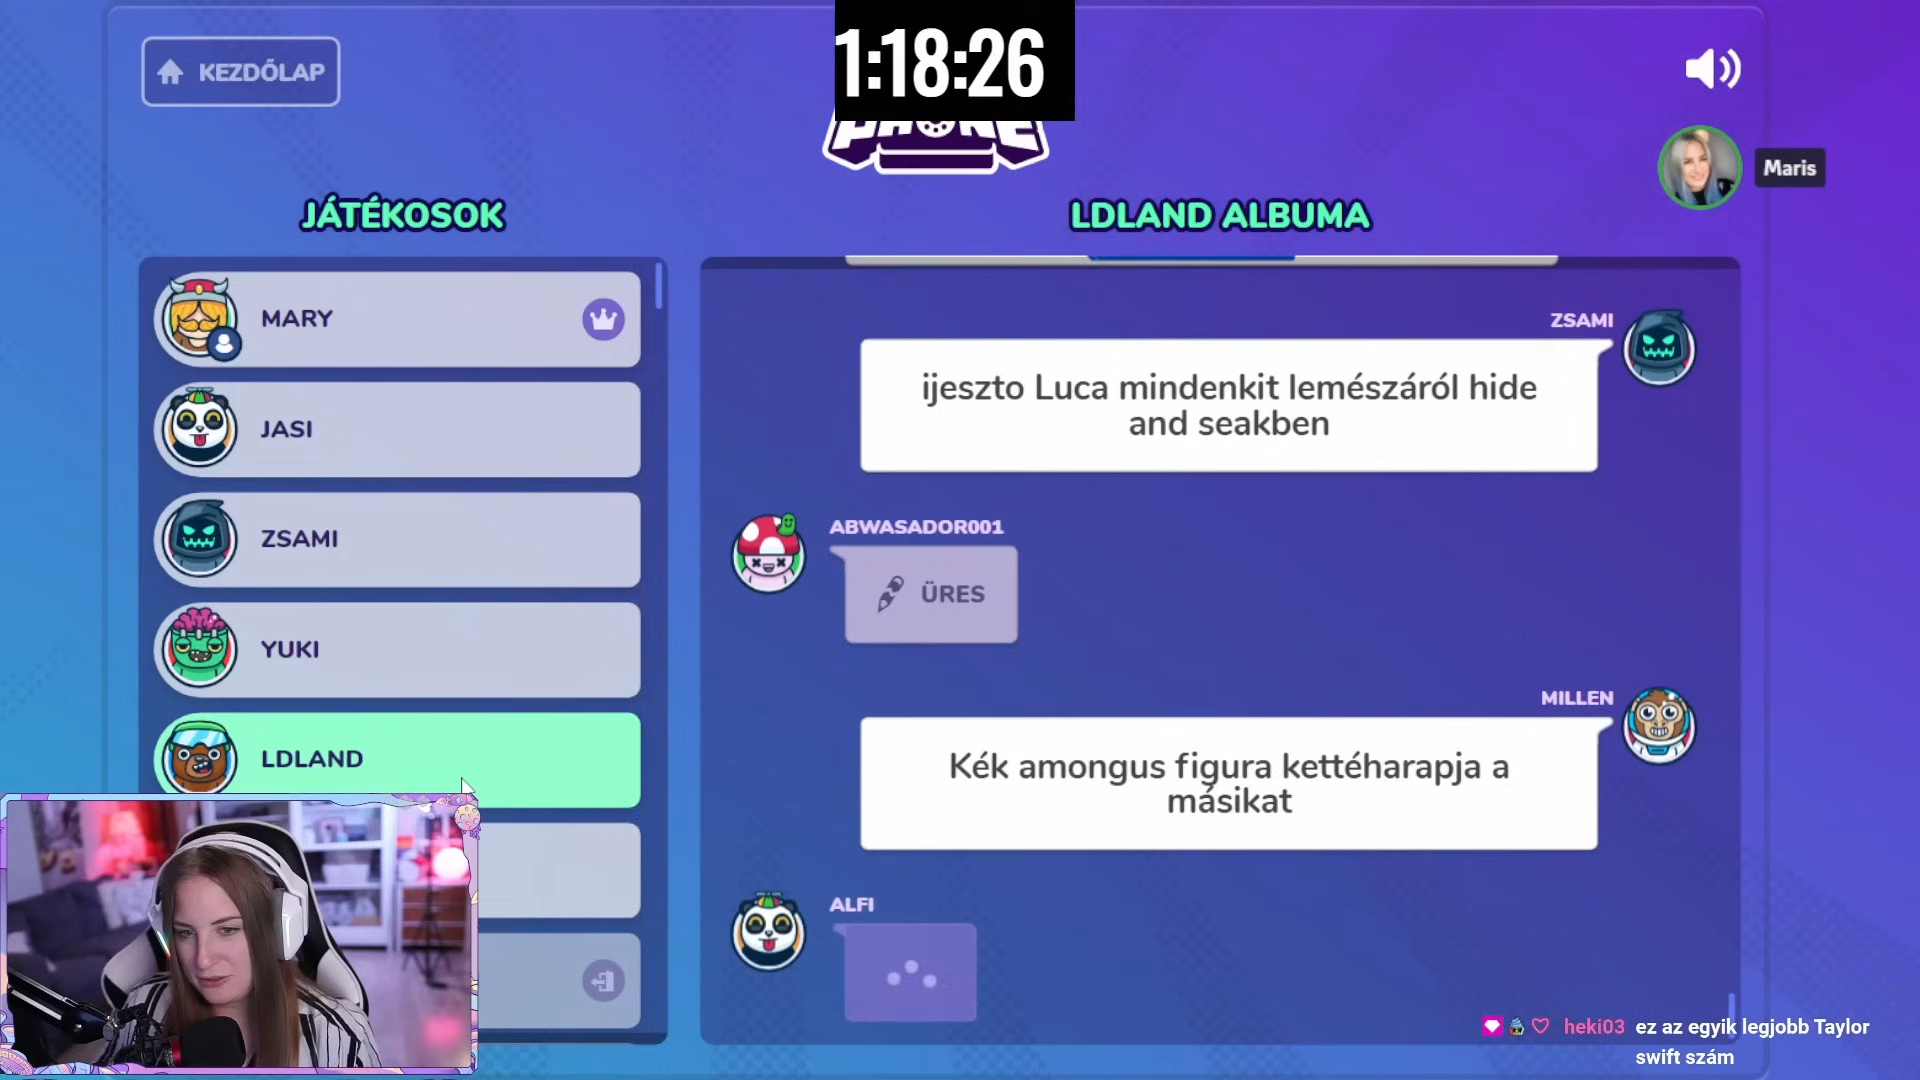 1:18:26
KEZDŐLAP
PHONE
Maris
JÁTÉKOSOK
LDLAND ALBUMA
MARY
JASI
ZSAMI
YUKI
LDLAND
ZSAMI
ijeszto Luca mindenkit lemészáról hide
and seakben
ABWASADOR001
ÜRES
MILLEN
Kék amongus figura kettéharapja a
másikat
ALFI
heki03 ez az egyik legjobb Taylor
swift szám